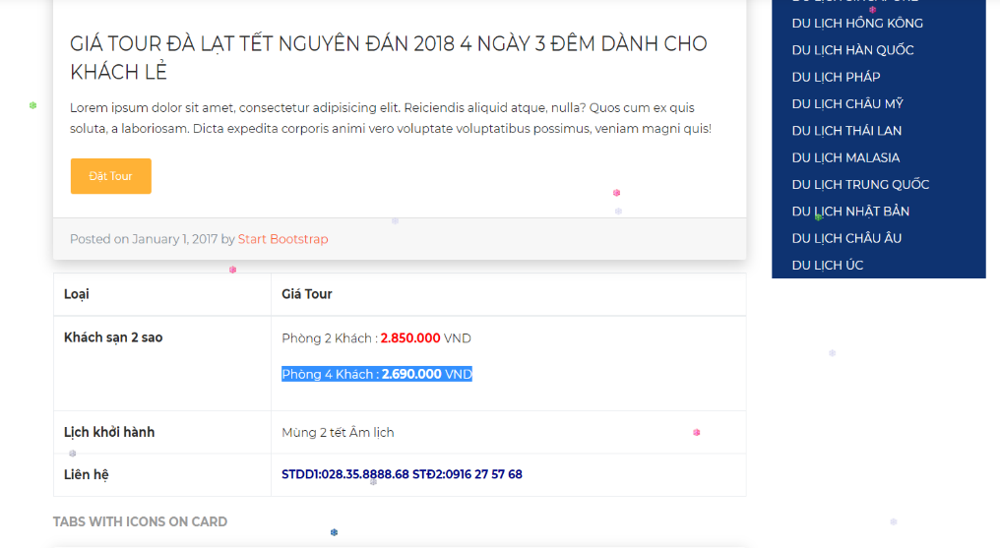 GIÁ TOUR ĐÀ LẠT TẾT NGUYÊN ĐÁN 2018 4 NGÀY 3 ĐÊM DÀNH CHO
KHÁCH LẺ
Lorem ipsum dolor sit amet, consectetur adipisicing elit. Reiciendis aliquid atque, nulla? Quos cum ex quis
soluta, a laboriosam. Dicta expedita corporis animi vero voluptate voluptatibus possimus, veniam magni quis!
Đặt Tour
Posted on January 1, 2017 by Start Bootstrap
Loại Giá Tour
Khách sạn 2 sao Phòng 2 Khách : 2.850.000 VND
Phòng 4 Khách : 2.690.000 VND
Lịch khởi hành Mùng 2 tết Âm lịch
Liên hệ STDD1:028.35.8888.68 STĐ2:0916 27 57 68
TABS WITH ICONS ON CARD
DU LỊCH HỒNG KÔNG
DU LỊCH HÀN QUỐC
DU LỊCH PHÁP
DU LỊCH CHÂU MỸ
DU LỊCH THÁI LAN
DU LỊCH MALASIA
DU LỊCH TRUNG QUỐC
DU LỊCH NHẬT BẢN
DU LỊCH CHÂU ÂU
DU LỊCH ÚC